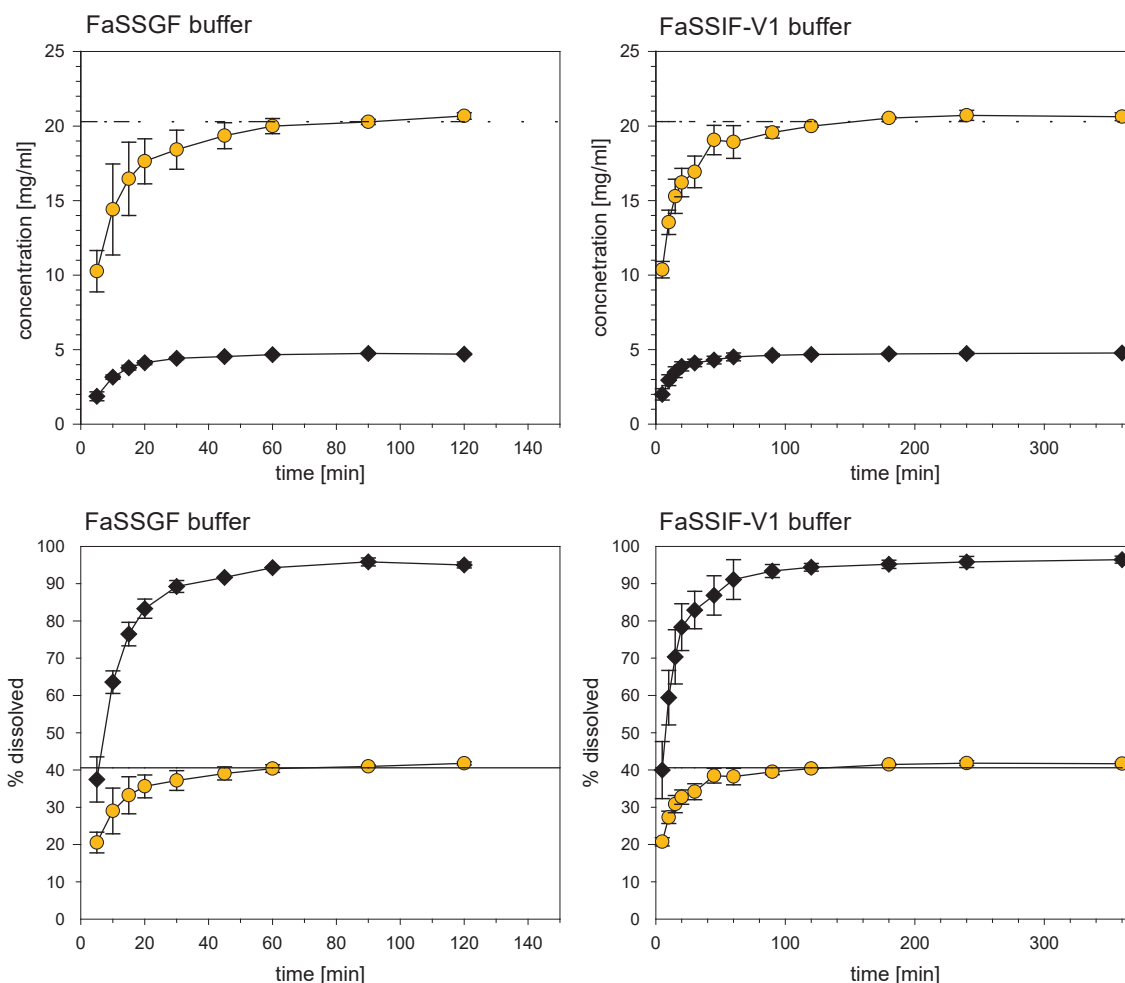 FaSSGF buffer
25
20
15
10
5
0
concentration [mg/ml]
0 20 40 60 80 100 120 140
time [min]
FaSSIF-V1 buffer
25
20
15
10
5
0
concnetration [mg/ml]
0 100 200 300
time [min]
FaSSGF buffer
100
90
80
70
60
50
40
30
20
10
0
% dissolved
0 20 40 60 80 100 120 140
time [min]
FaSSIF-V1 buffer
100
90
80
70
60
50
40
30
20
10
0
% dissolved
0 100 200 300
time [min]